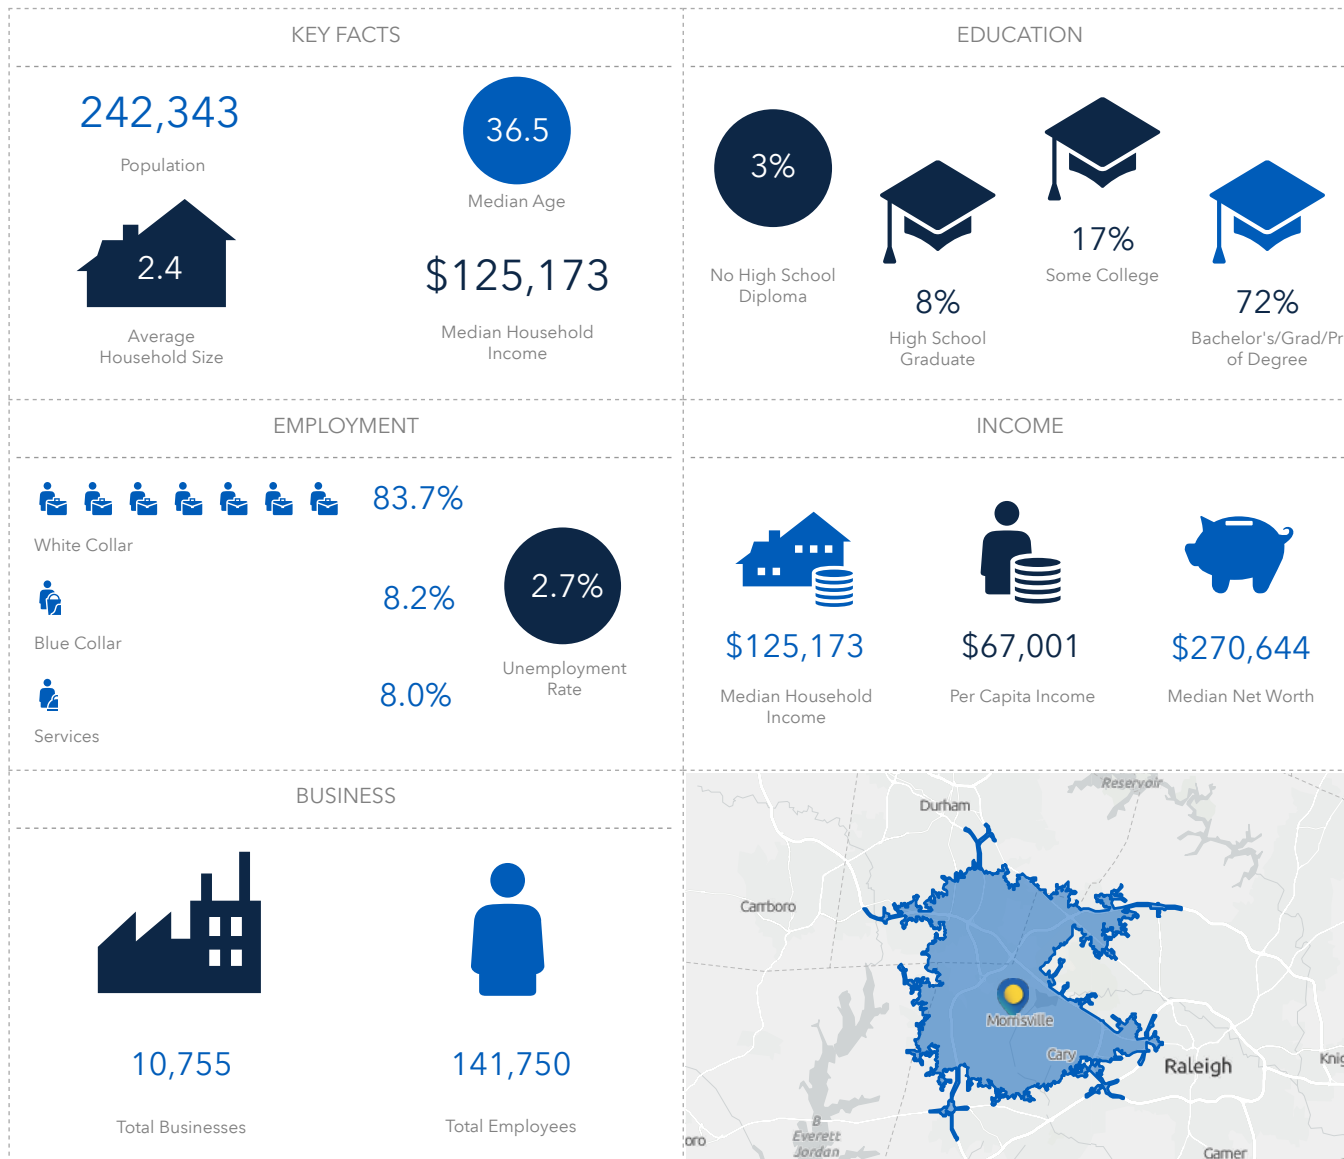 KEY FACTS
242,343
Population
36.5
Median Age
2.4
Average
Household Size
$125,173
Median Household
Income
EDUCATION
3%
No High School
Diploma
8%
High School
Graduate
17%
Some College
72%
Bachelor's/Grad/Pr
of Degree
EMPLOYMENT
83.7%
White Collar
8.2%
Blue Collar
8.0%
Services
2.7%
Unemployment
Rate
INCOME
$125,173
Median Household
Income
$67,001
Per Capita Income
$270,644
Median Net Worth
BUSINESS
10,755
Total Businesses
141,750
Total Employees
Reservoir
Durham
Carrboro
Morrisville
Cary
Raleigh
Knig
B
Everett
Jordan
oro
Garner